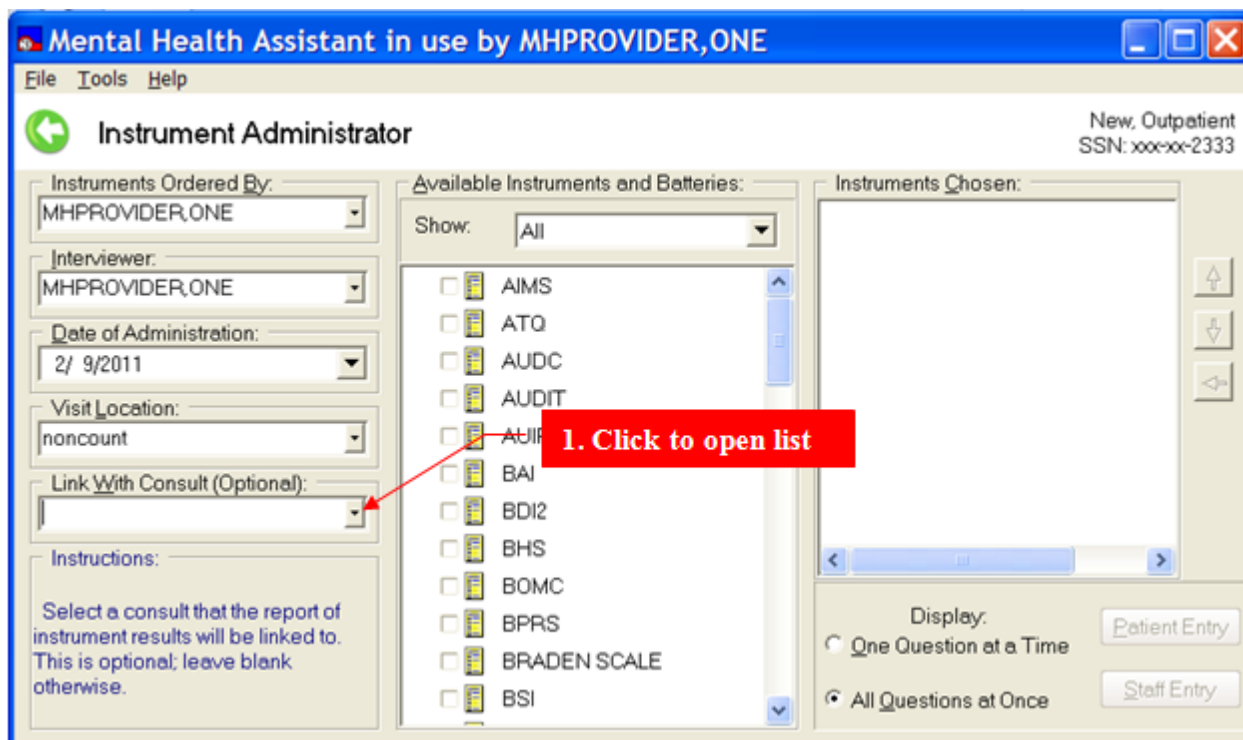 Mental Health Assistant in use by MHPROVIDER,ONE
File Tools Help
Instrument Administrator
New, Outpatient
SSN: xxx-xx-2333
Instruments Ordered By:
MHPROVIDER,ONE
Interviewer:
MHPROVIDER,ONE
Date of Administration:
2/ 9/2011
Visit Location:
noncount
Link With Consult (Optional):
Instructions:
Select a consult that the report of
instrument results will be linked to.
This is optional; leave blank
otherwise.
Available Instruments and Batteries:
Show: All
AIMS
ATQ
AUDC
AUDIT
1. Click to open list
BAI
BDI2
BHS
BOMC
BPRS
BRADEN SCALE
BSI
Instruments Chosen:
Display:
One Question at a Time
All Questions at Once
Patient Entry
Staff Entry